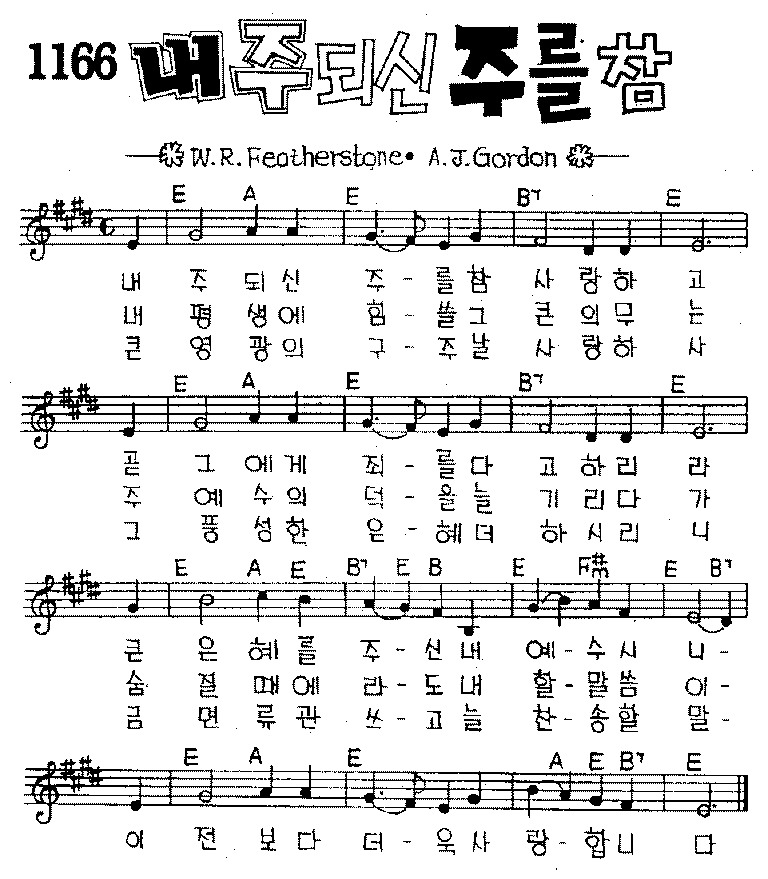 1166 내 주 되신 주를 참
W.R. Featherstone • A.J. Gordon
E A E B7 E
내 주 되 신 주 - 를 참 사 랑 하 고
내 평 생 에 힘 - 쓸 그 큰 의 무 는
큰 영 광 의 구 - 주 날 사 랑 하 사
E A E B7 E
곧 그 에 게 죄 - 를 다 고 하 리 라
주 예 수 의 덕 - 을 늘 기 리 다 가
그 풍 성 한 은 - 혜 더 하 시 리 니
E A E B7 E B E F#m E B7
큰 은 혜 를 주 - 신 내 예 - 수 시 니 -
숨 질 때 에 라 - 도 내 할 - 말 씀 이 -
금 면 류 관 쓰 - 고 늘 찬 - 송 할 말 -
E A E A E B7 E
이 전 보 다 더 - 욱 사 랑 - 합 니 다